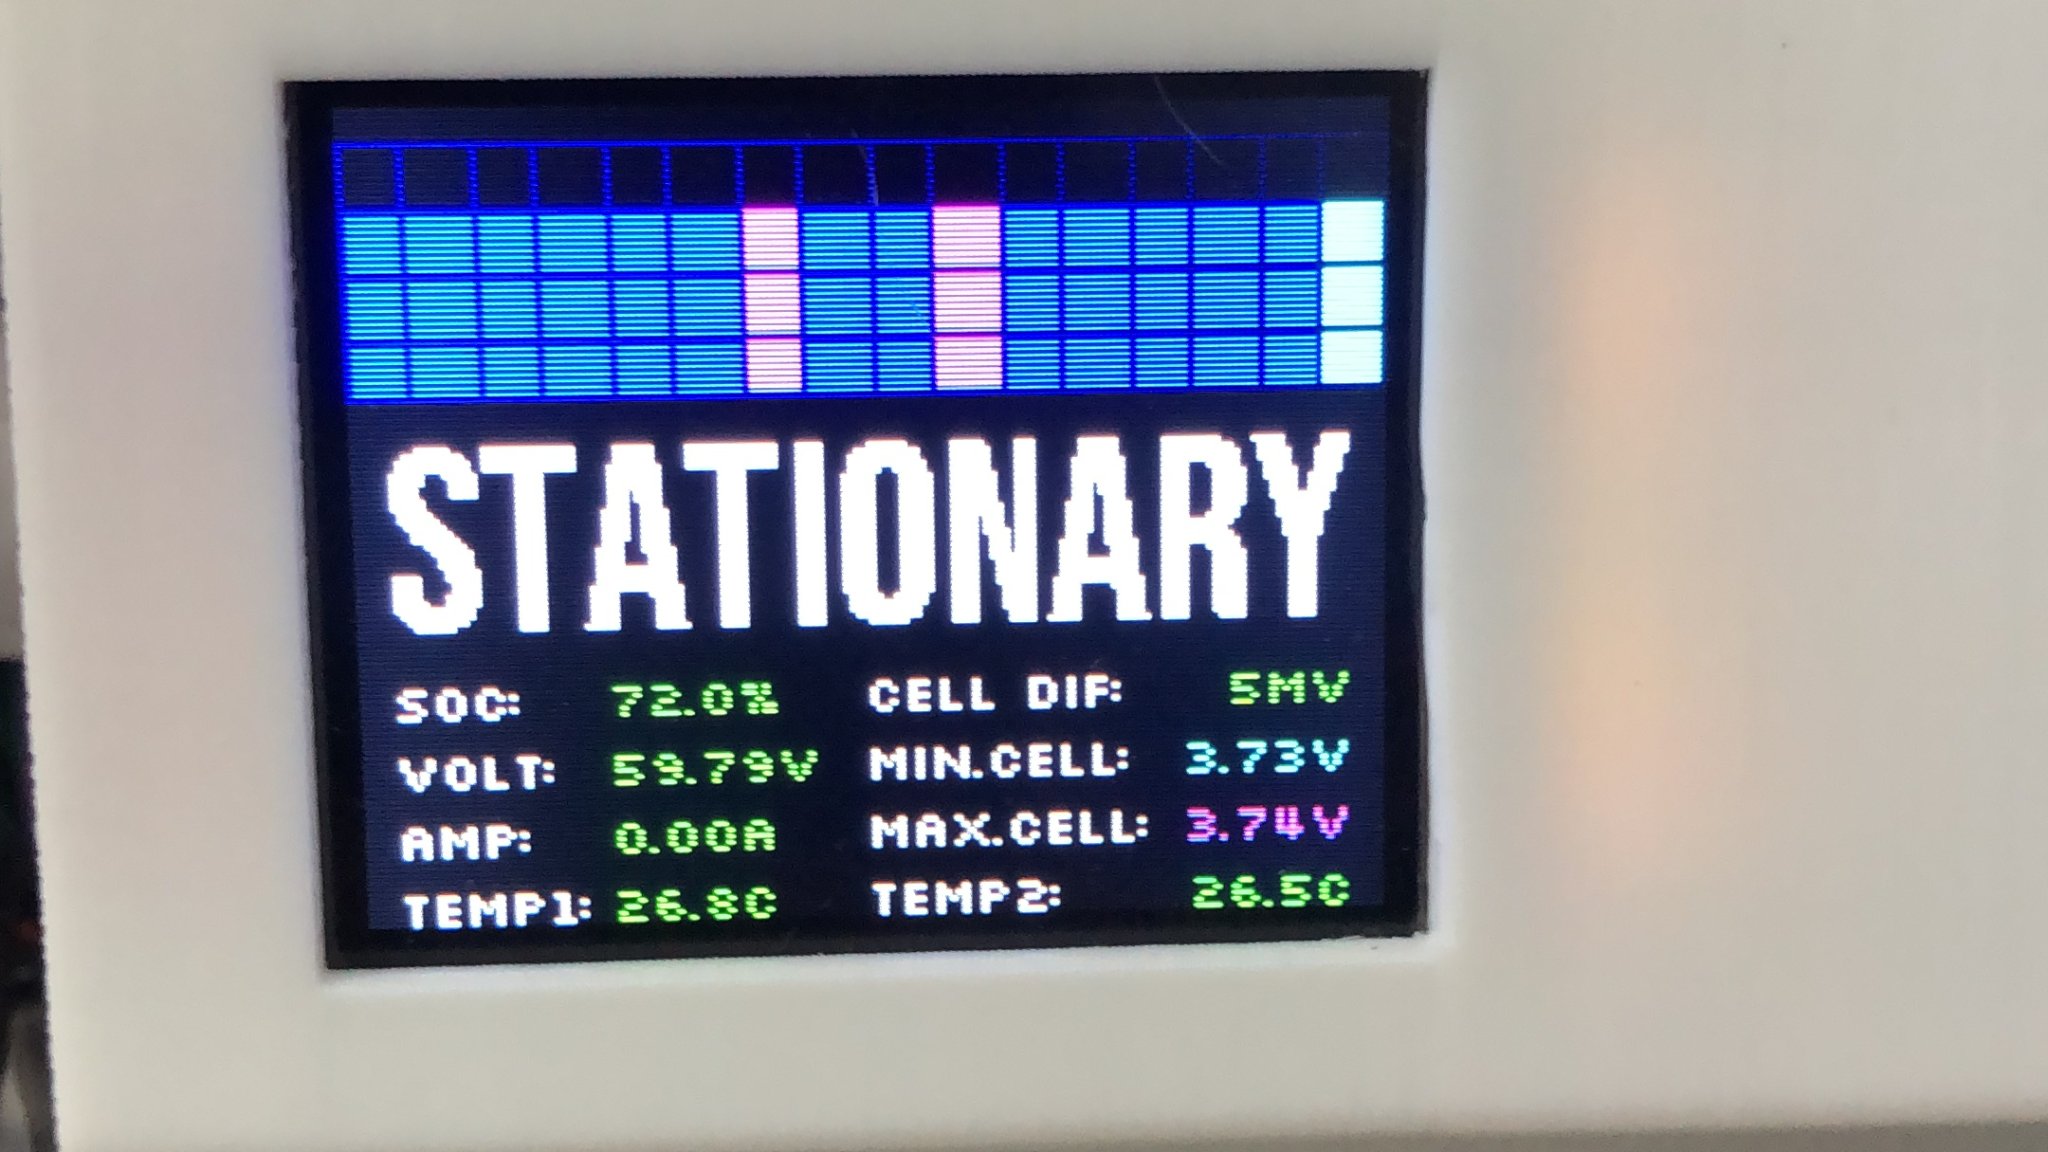 STATIONARY
SOC: 72.0% CELL DIF: 5MV
VOLT: 59.79V MIN.CELL: 3.73V
AMP: 0.00A MAX.CELL: 3.74V
TEMP1: 26.8C TEMP2: 26.5C